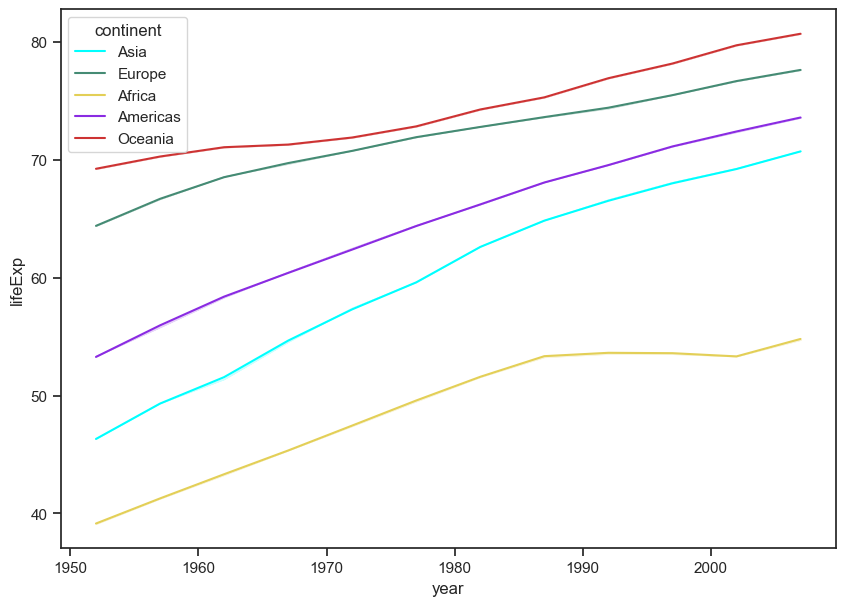 continent
Asia
Europe
Africa
Americas
Oceania
80
70
60
50
40
lifeExp
1950 1960 1970 1980 1990 2000
year